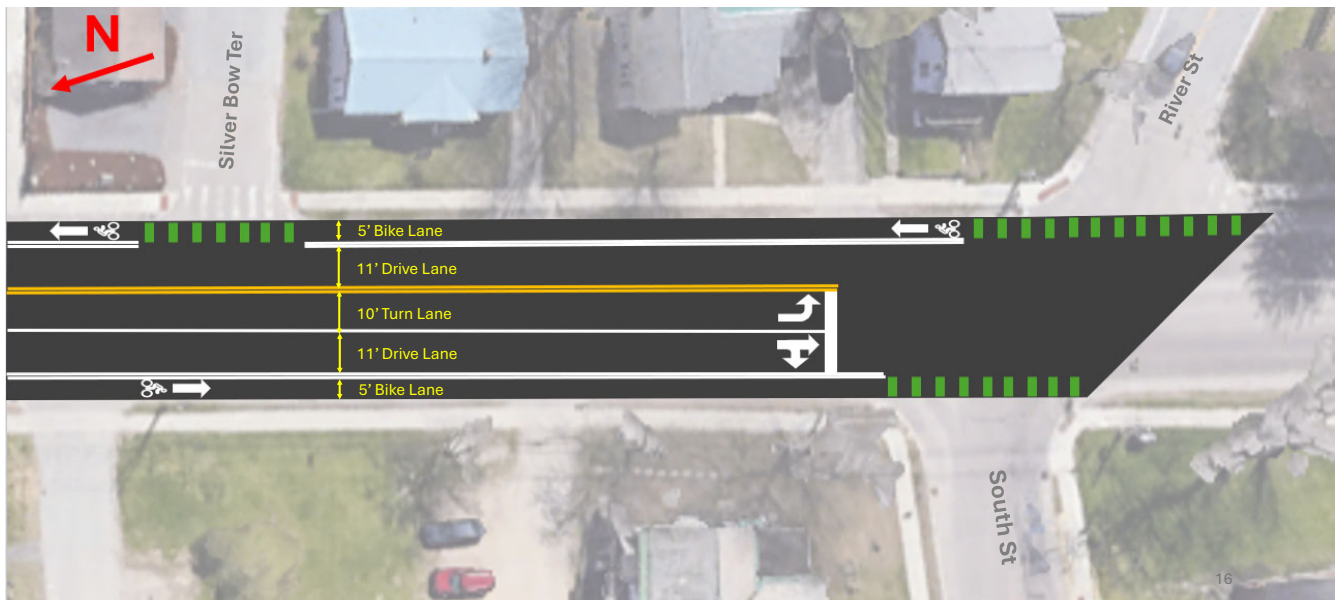 N
Silver Bow Ter
River St
5’ Bike Lane
11’ Drive Lane
10’ Turn Lane
11’ Drive Lane
5’ Bike Lane
South St
16